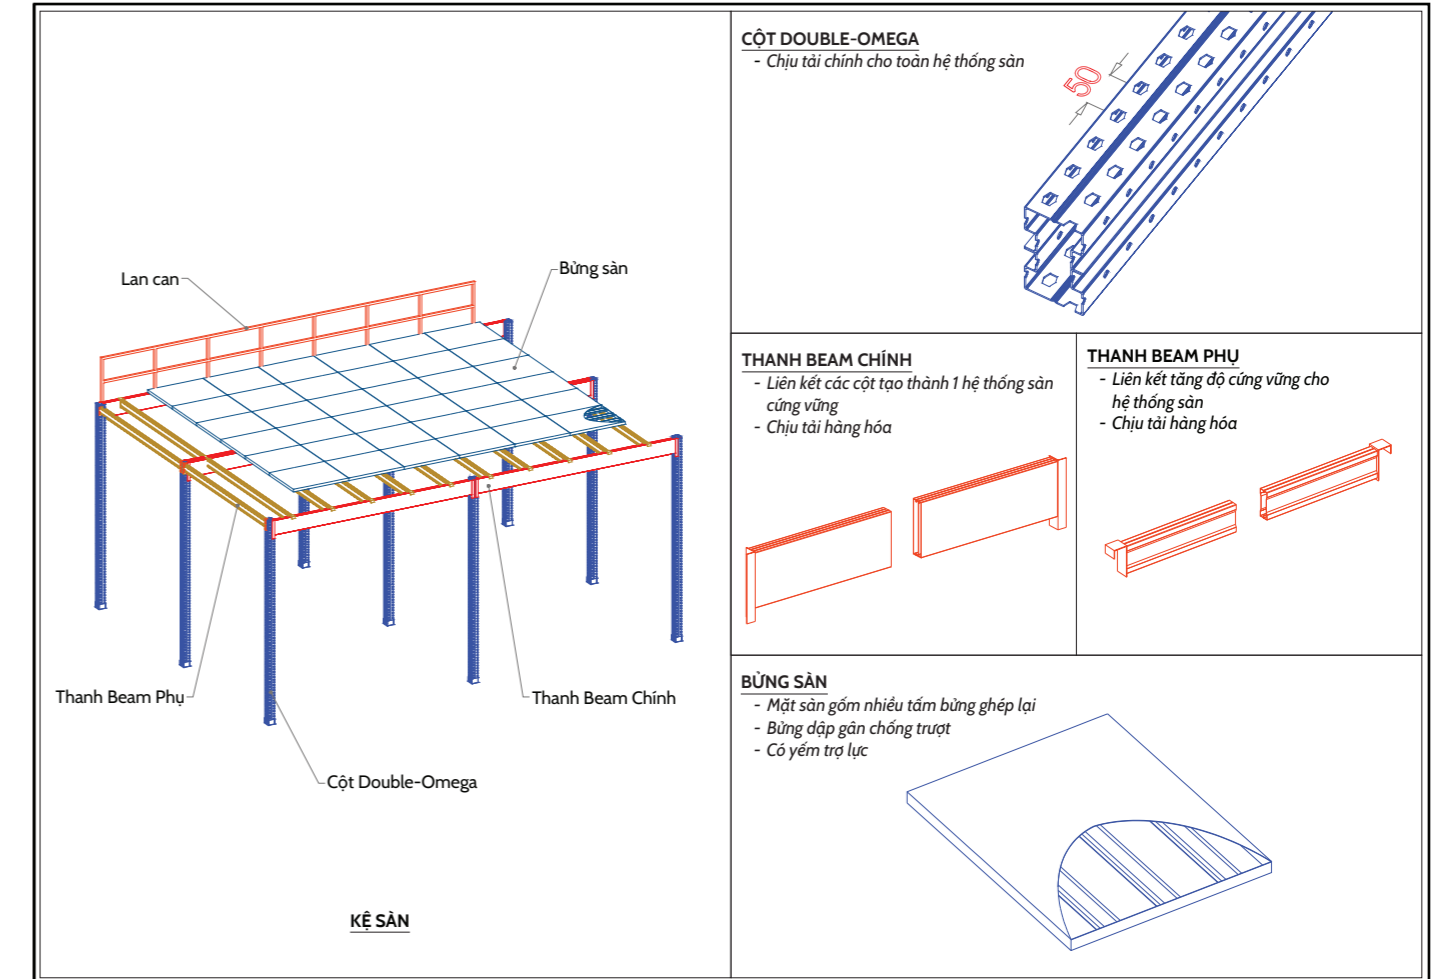 Lan can
Bửng sàn
Thanh Beam Phụ
Thanh Beam Chính
Cột Double-Omega
KỆ SÀN
CỘT DOUBLE-OMEGA
- Chịu tải chính cho toàn hệ thống sàn
50
THANH BEAM CHÍNH
- Liên kết các cột tạo thành 1 hệ thống sàn
cứng vững
- Chịu tải hàng hóa
THANH BEAM PHỤ
- Liên kết tăng độ cứng vững cho
hệ thống sàn
- Chịu tải hàng hóa
BỬNG SÀN
- Mặt sàn gồm nhiều tấm bửng ghép lại
- Bửng dập gân chống trượt
- Có yếm trợ lực